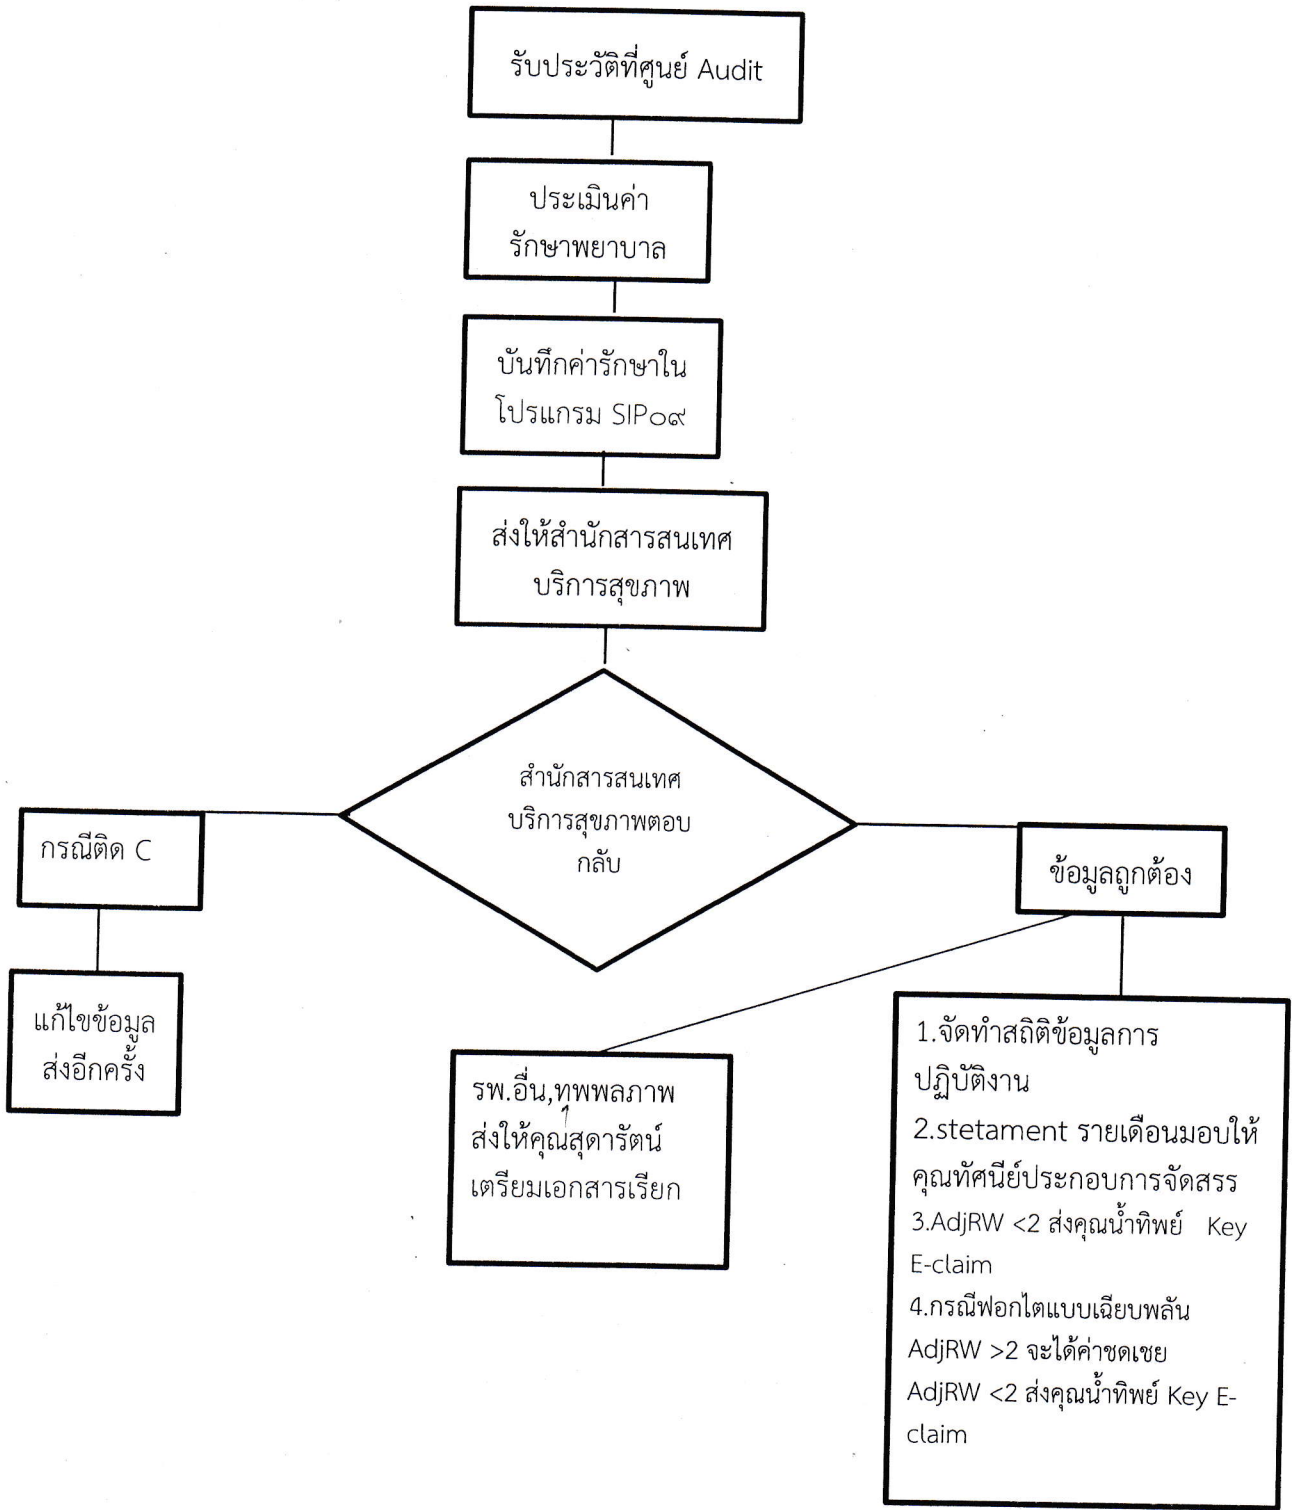 รับประวัติที่ศูนย์ Audit
ประเมินค่า
รักษาพยาบาล
บันทึกค่ารักษาใน
โปรแกรม SIP๐๙
ส่งให้สำนักสารสนเทศ
บริการสุขภาพ
สำนักสารสนเทศ
บริการสุขภาพตอบ
กลับ
กรณีติด C
แก้ไขข้อมูล
ส่งอีกครั้ง
ข้อมูลถูกต้อง
รพ.อื่น,ทุพพลภาพ
ส่งให้คุณสุดารัตน์
เตรียมเอกสารเรียก
1.จัดทำสถิติข้อมูลการ
ปฏิบัติงาน
2.stetament รายเดือนมอบให้
คุณทัศนีย์ประกอบการจัดสรร
3.AdjRW <2 ส่งคุณน้ำทิพย์ Key
E-claim
4.กรณีฟอกไตแบบเฉียบพลัน
AdjRW >2 จะได้ค่าชดเชย
AdjRW <2 ส่งคุณน้ำทิพย์ Key E-
claim